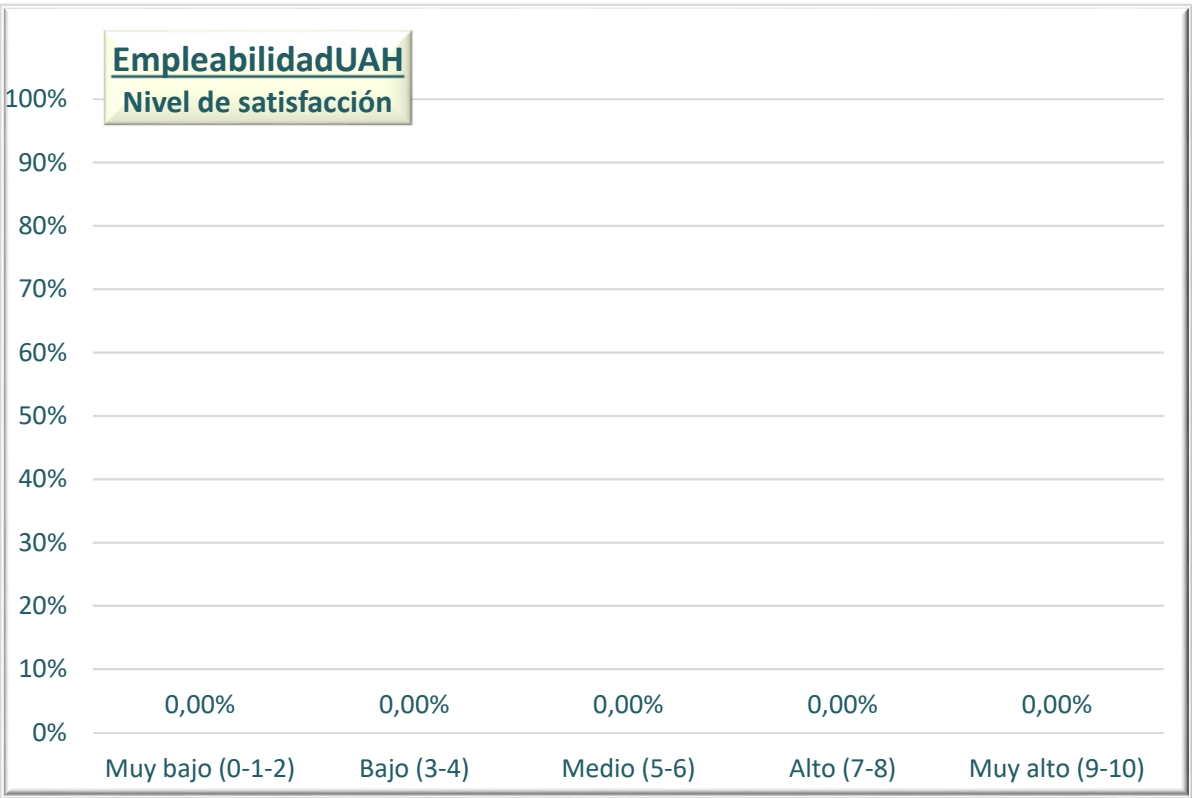 EmpleabilidadUAH
Nivel de satisfacción
100%
90%
80%
70%
60%
50%
40%
30%
20%
10%
0%
0,00% 0,00% 0,00% 0,00% 0,00%
Muy bajo (0-1-2) Bajo (3-4) Medio (5-6) Alto (7-8) Muy alto (9-10)